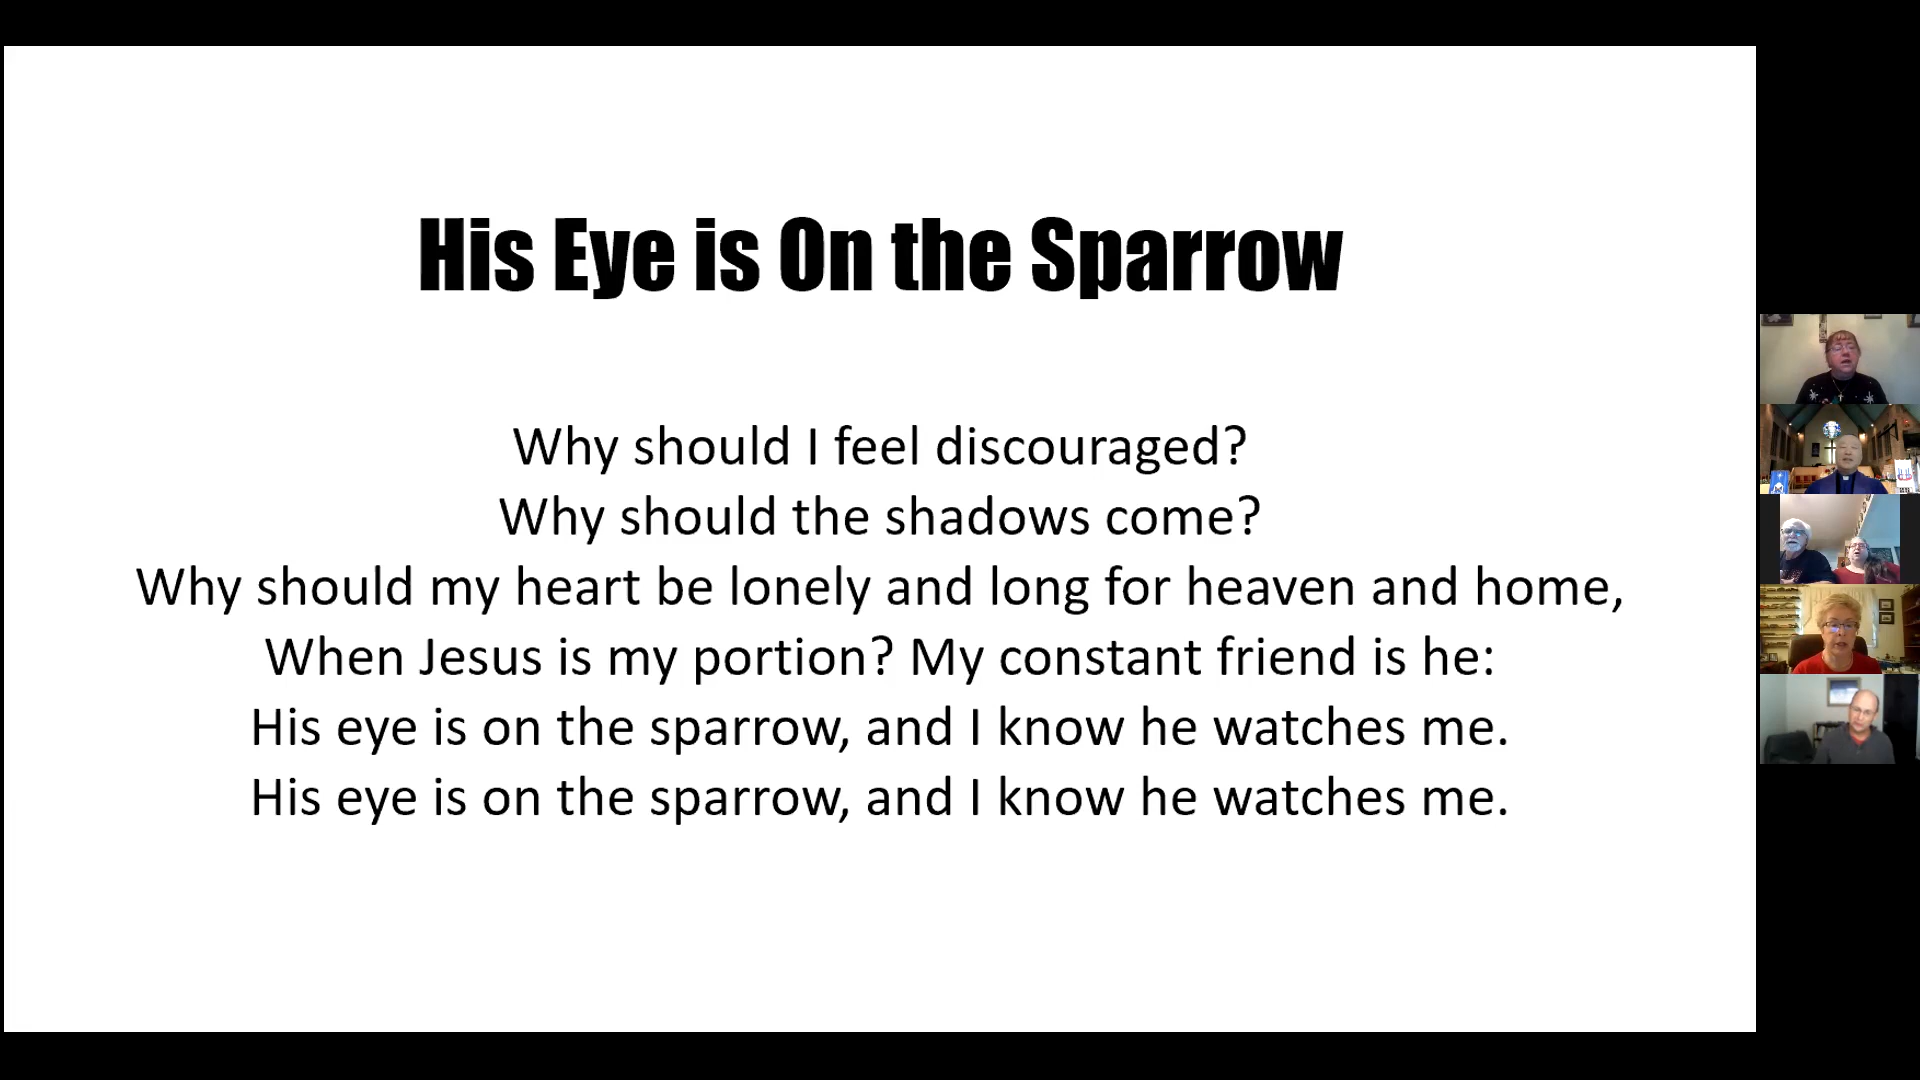 His Eye is On the Sparrow
Why should I feel discouraged?
Why should the shadows come?
Why should my heart be lonely and long for heaven and home,
When Jesus is my portion? My constant friend is he:
His eye is on the sparrow, and I know he watches me.
His eye is on the sparrow, and I know he watches me.